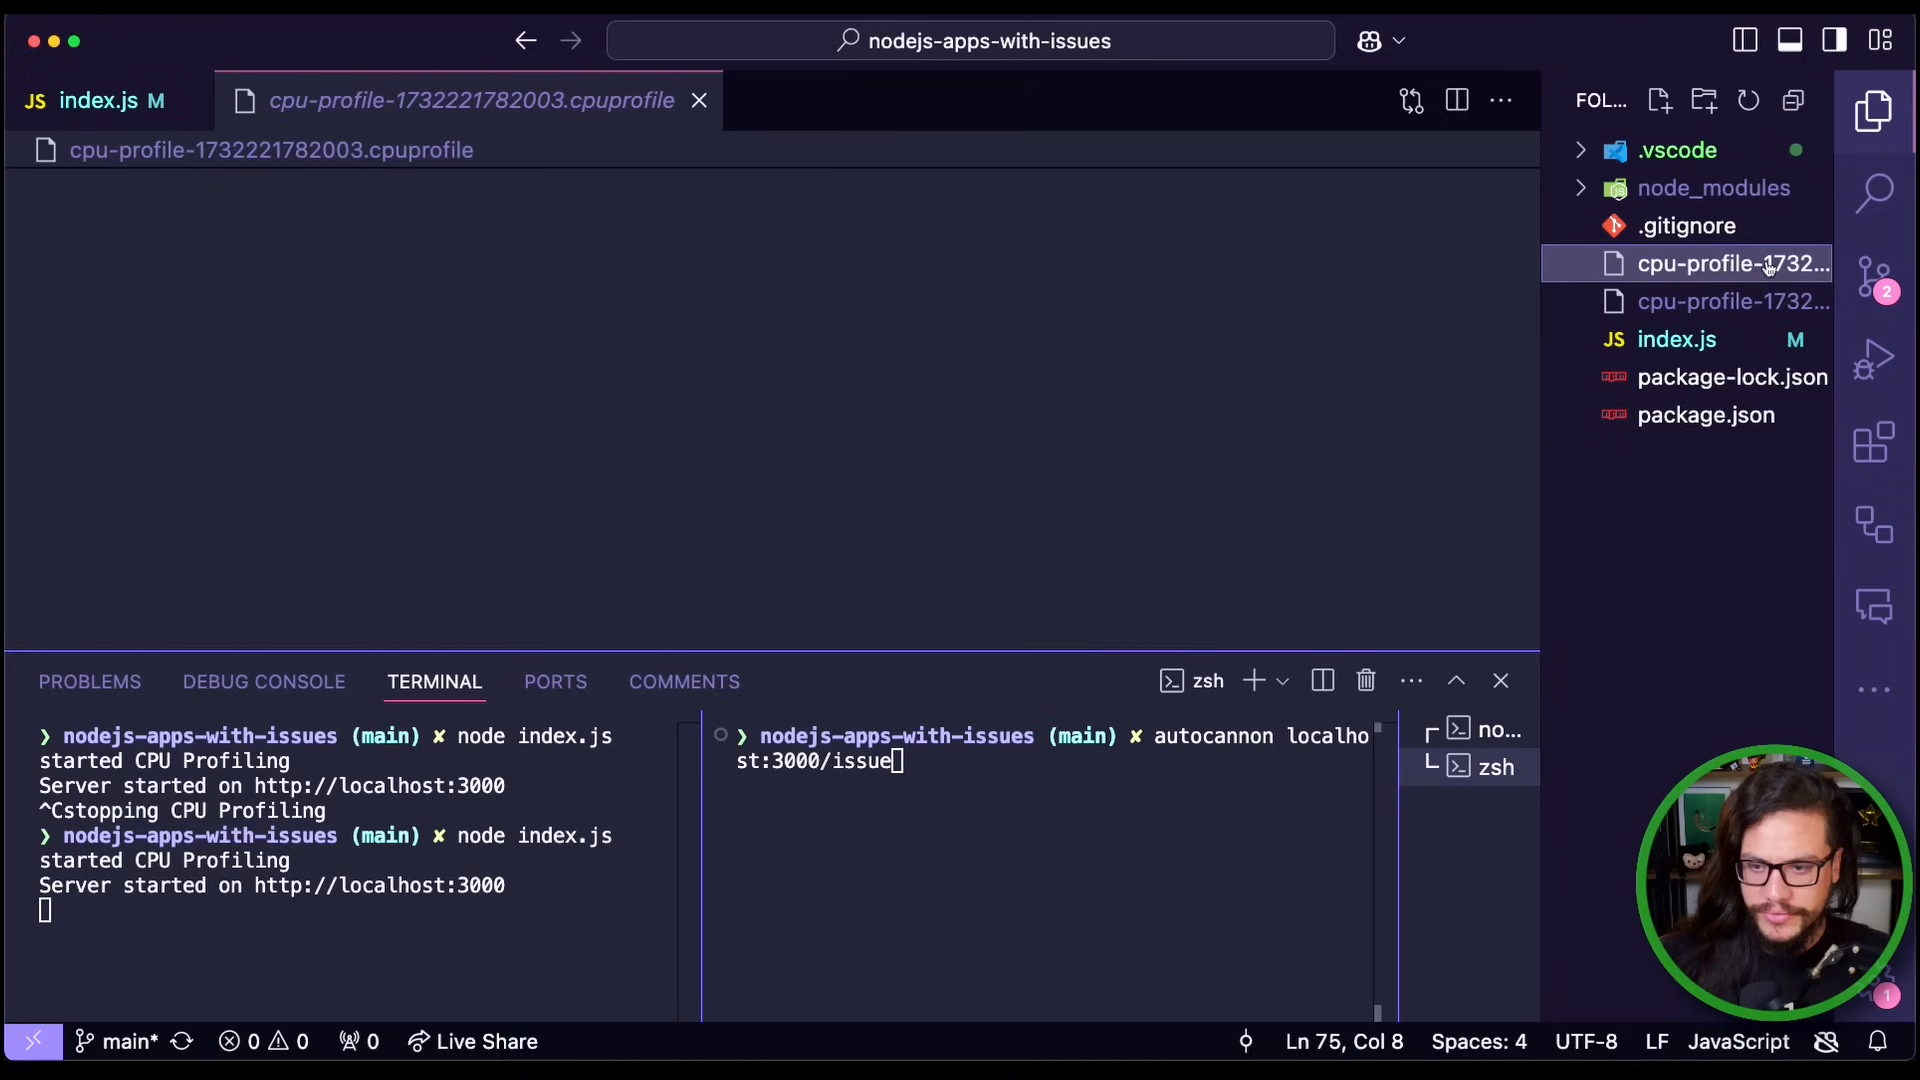 nodejs-apps-with-issues
JS index.js M
cpu-profile-1732221782003.cpuprofile
cpu-profile-1732221782003.cpuprofile
FOL...
.vscode
node_modules
.gitignore
cpu-profile-1732...
cpu-profile-1732...
JS index.js M
package-lock.json
package.json
2
PROBLEMS DEBUG CONSOLE TERMINAL PORTS COMMENTS
zsh
❯ nodejs-apps-with-issues (main) ✘ node index.js
started CPU Profiling
Server started on http://localhost:3000
^Cstopping CPU Profiling
❯ nodejs-apps-with-issues (main) ✘ node index.js
started CPU Profiling
Server started on http://localhost:3000
❯ nodejs-apps-with-issues (main) ✘ autocannon localho
st:3000/issue
no...
zsh
1
main* 0 0 0 Live Share
Ln 75, Col 8 Spaces: 4 UTF-8 LF JavaScript